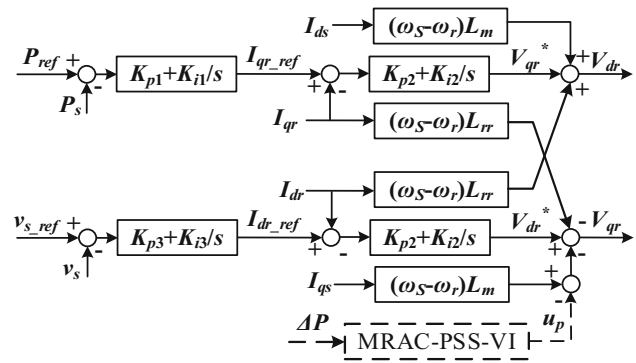 I_ds (ω_S-ω_r)L_m
P_ref + - K_p1+K_i1/s I_qr_ref + - K_p2+K_i2/s V_qr* + + V_dr
P_s
I_qr (ω_S-ω_r)L_rr
I_dr (ω_S-ω_r)L_rr
v_s_ref + - K_p3+K_i3/s I_dr_ref + - K_p2+K_i2/s V_dr* - + - V_qr
v_s
I_qs (ω_S-ω_r)L_m + -
ΔP MRAC-PSS-VI u_p